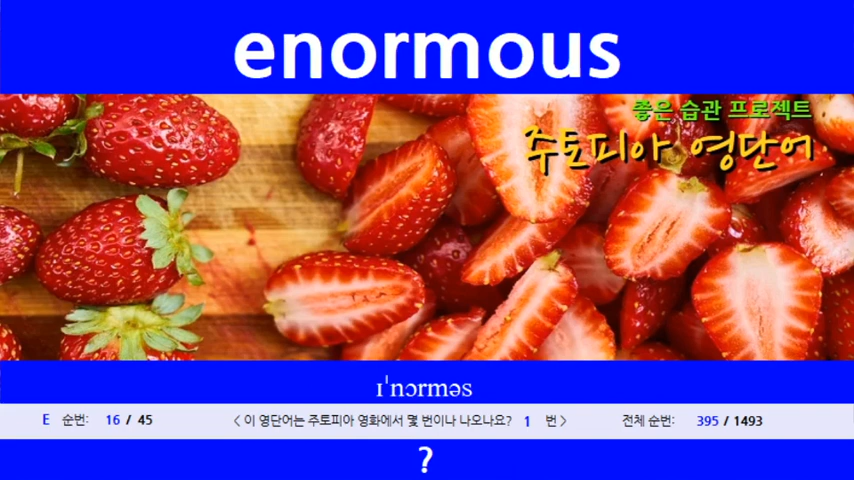 enormous
좋은 습관 프로젝트
주토피아 영단어
ɪˈnɔrməs
E 순번: 16 / 45 < 이 영단어는 주토피아 영화에서 몇 번이나 나오나요? 1 번 > 전체 순번: 395 / 1493
?